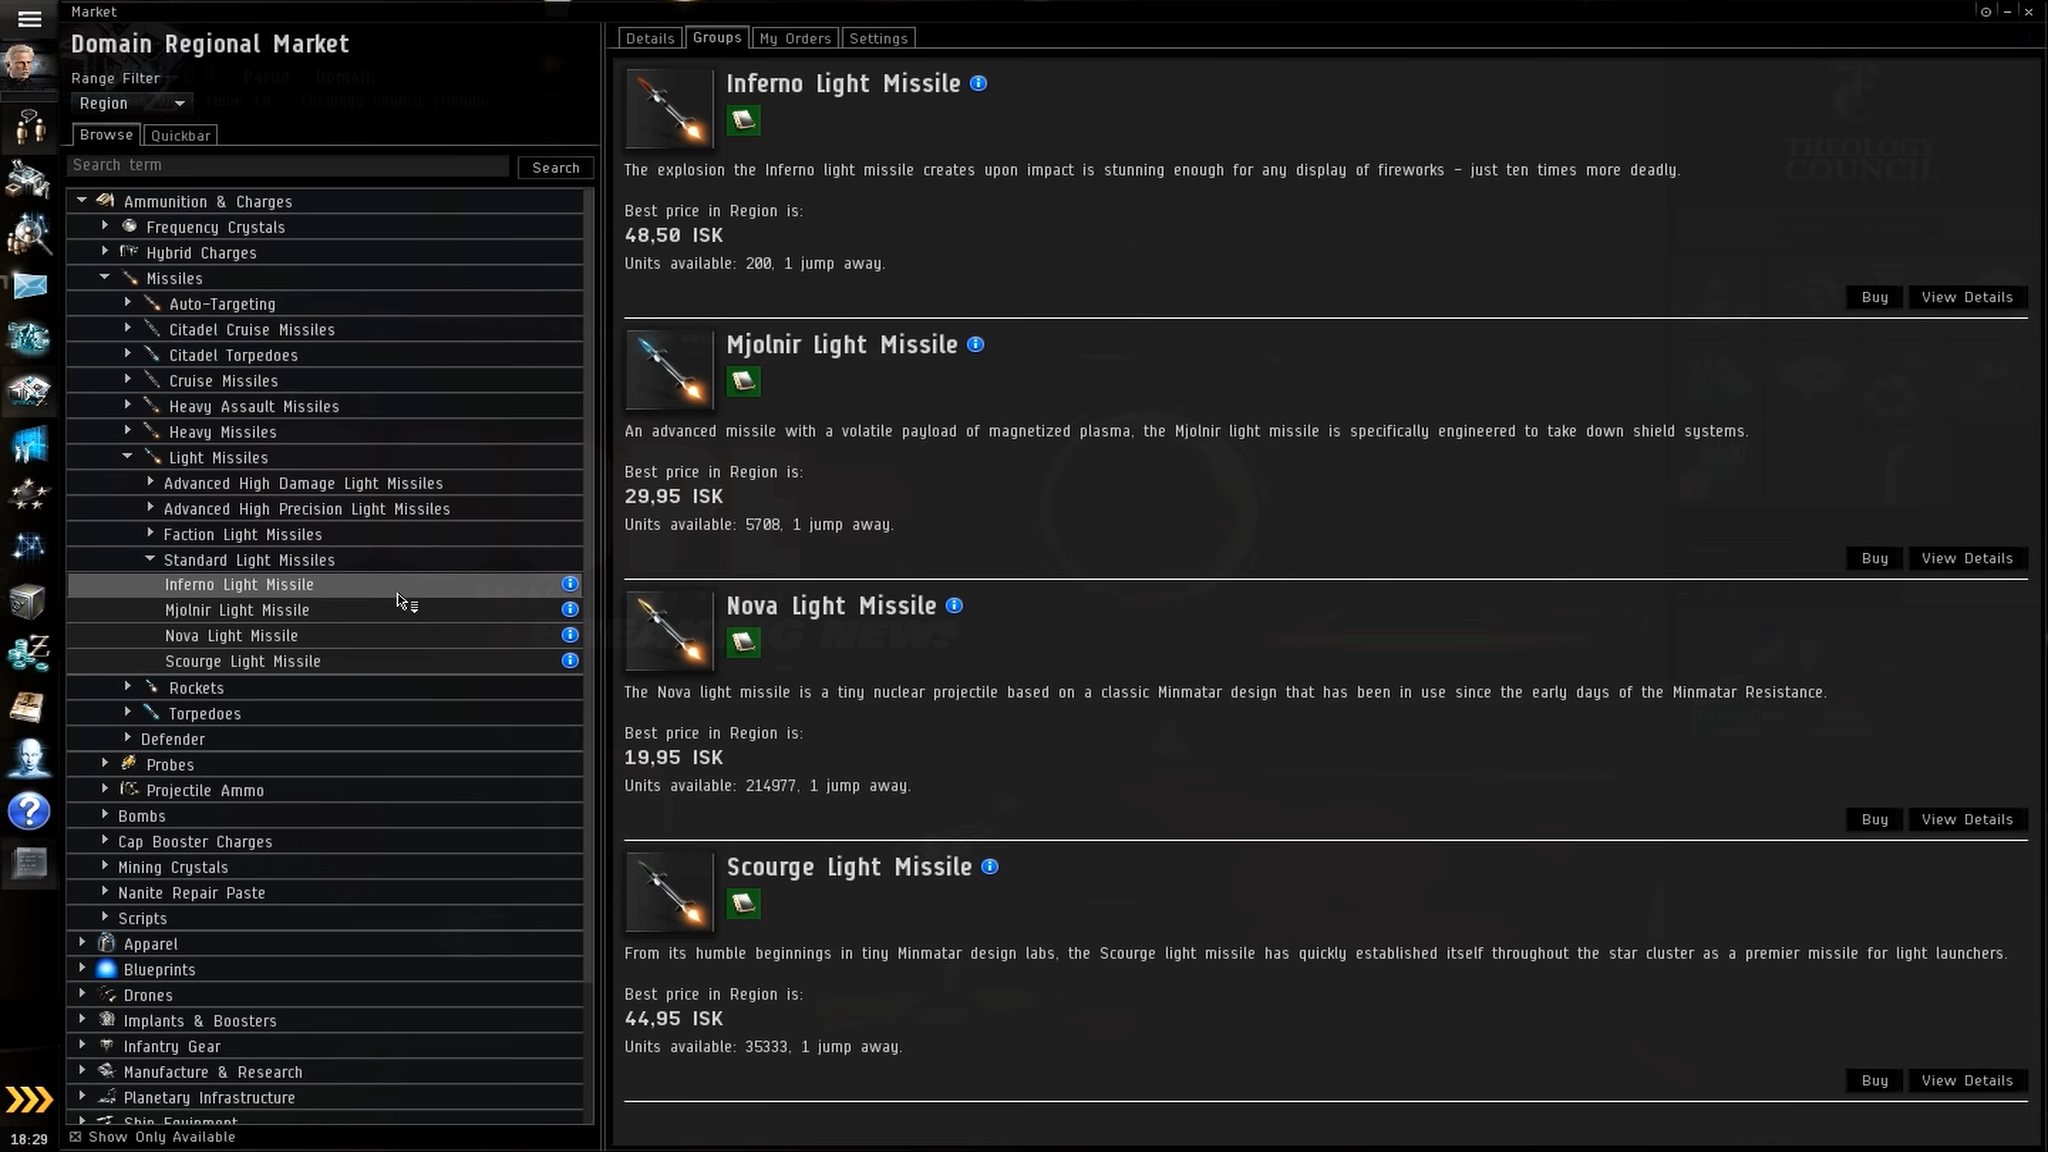 Market
Domain Regional Market
Range Filter
Region
Browse
Quickbar
Search term
Search
Ammunition & Charges
Frequency Crystals
Hybrid Charges
Missiles
Auto-Targeting
Citadel Cruise Missiles
Citadel Torpedoes
Cruise Missiles
Heavy Assault Missiles
Heavy Missiles
Light Missiles
Advanced High Damage Light Missiles
Advanced High Precision Light Missiles
Faction Light Missiles
Standard Light Missiles
Inferno Light Missile
Mjolnir Light Missile
Nova Light Missile
Scourge Light Missile
Rockets
Torpedoes
Defender
Probes
Projectile Ammo
Bombs
Cap Booster Charges
Mining Crystals
Nanite Repair Paste
Scripts
Apparel
Blueprints
Drones
Implants & Boosters
Infantry Gear
Manufacture & Research
Planetary Infrastructure
Ship Equipment
Show Only Available
18:29
Details
Groups
My Orders
Settings
Inferno Light Missile
The explosion the Inferno light missile creates upon impact is stunning enough for any display of fireworks - just ten times more deadly.
Best price in Region is:
48,50 ISK
Units available: 200, 1 jump away.
Buy
View Details
Mjolnir Light Missile
An advanced missile with a volatile payload of magnetized plasma, the Mjolnir light missile is specifically engineered to take down shield systems.
Best price in Region is:
29,95 ISK
Units available: 5708, 1 jump away.
Buy
View Details
Nova Light Missile
The Nova light missile is a tiny nuclear projectile based on a classic Minmatar design that has been in use since the early days of the Minmatar Resistance.
Best price in Region is:
19,95 ISK
Units available: 214977, 1 jump away.
Buy
View Details
Scourge Light Missile
From its humble beginnings in tiny Minmatar design labs, the Scourge light missile has quickly established itself throughout the star cluster as a premier missile for light launchers.
Best price in Region is:
44,95 ISK
Units available: 35333, 1 jump away.
Buy
View Details
THEOLOGY
COUNCIL